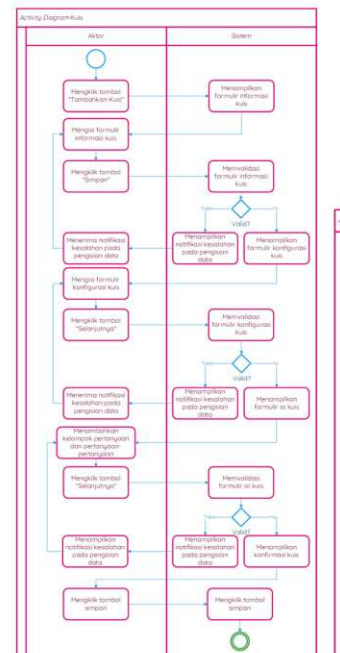 Activity Diagram Kuis
Aktor
Sistem
Mengklik tombol
"Tambahkan Kuis"
Menampilkan
formulir informasi
kuis
Mengisi formulir
informasi kuis
Mengklik tombol
"Simpan"
Memvalidasi
formulir informasi
kuis
Valid?
Menerima notifikasi
kesalahan pada
pengisian data
Menampilkan
notifikasi kesalahan
pada pengisian
data
Menampilkan
formulir konfigurasi
kuis
Mengisi formulir
konfigurasi kuis
Mengklik tombol
"Selanjutnya"
Memvalidasi
formulir konfigurasi
kuis
Valid?
Menerima notifikasi
kesalahan pada
pengisian data
Menampilkan
notifikasi kesalahan
pada pengisian
data
Menampilkan
formulir isi kuis
Menambahkan
kelompok pertanyaan
dan pertanyaan-
pertanyaan
Mengklik tombol
"Selanjutnya"
Memvalidasi
formulir isi kuis
Valid?
Menampilkan
notifikasi kesalahan
pada pengisian
data
Menampilkan
notifikasi kesalahan
pada pengisian
data
Menampilkan
konfirmasi kuis
Mengklik tombol
simpan
Mengklik tombol
simpan